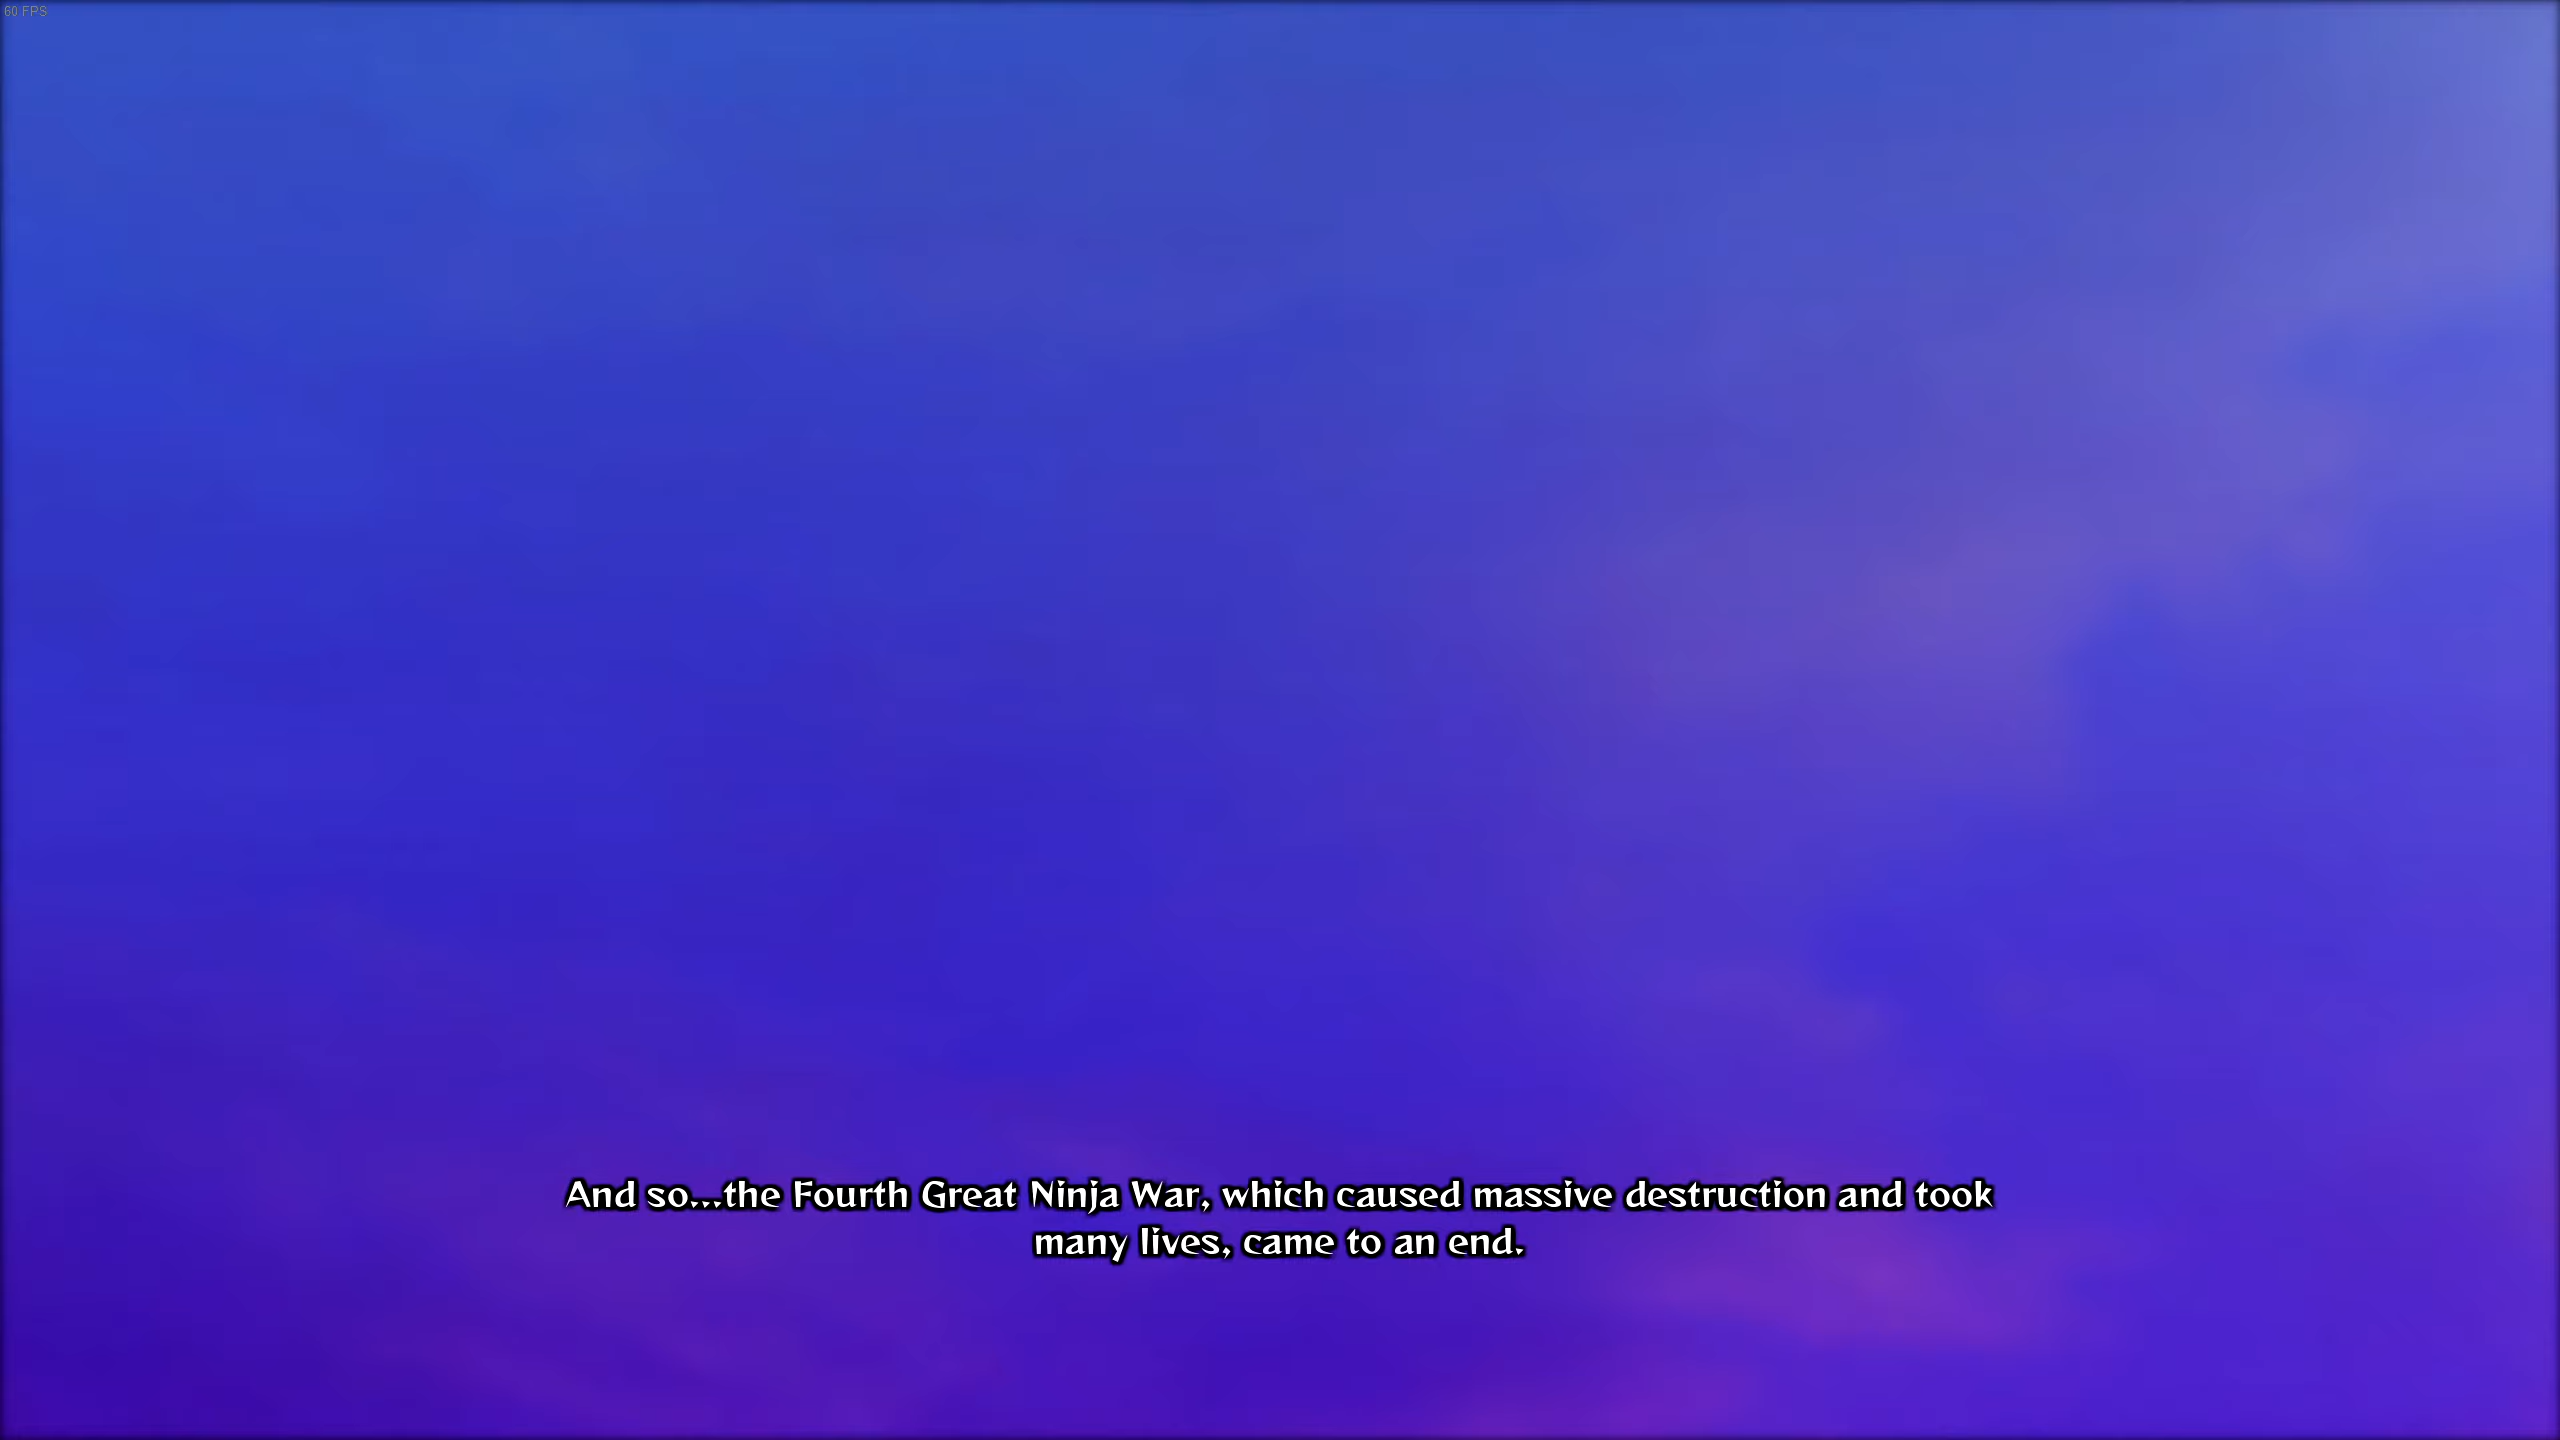 60 FPS
And so...the Fourth Great Ninja War, which caused massive destruction and took
many lives, came to an end.